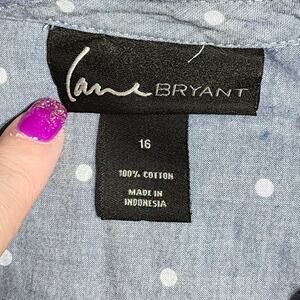 Lane BRYANT
16
100% COTTON
MADE IN
INDONESIA